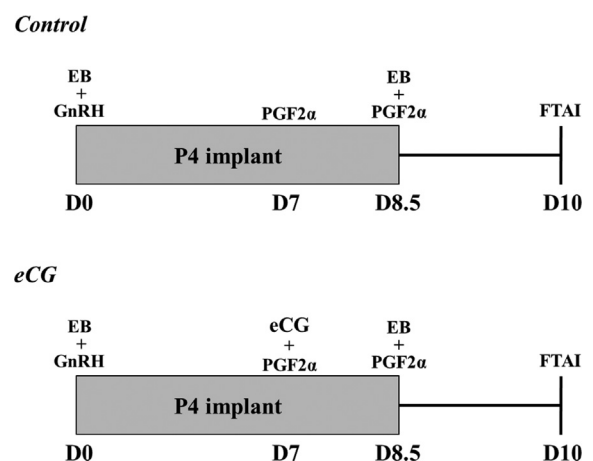 Control
EB EB
+ +
GnRH PGF2α PGF2α FTAI
P4 implant
D0 D7 D8.5 D10
eCG
EB eCG EB
+ + +
GnRH PGF2α PGF2α FTAI
P4 implant
D0 D7 D8.5 D10